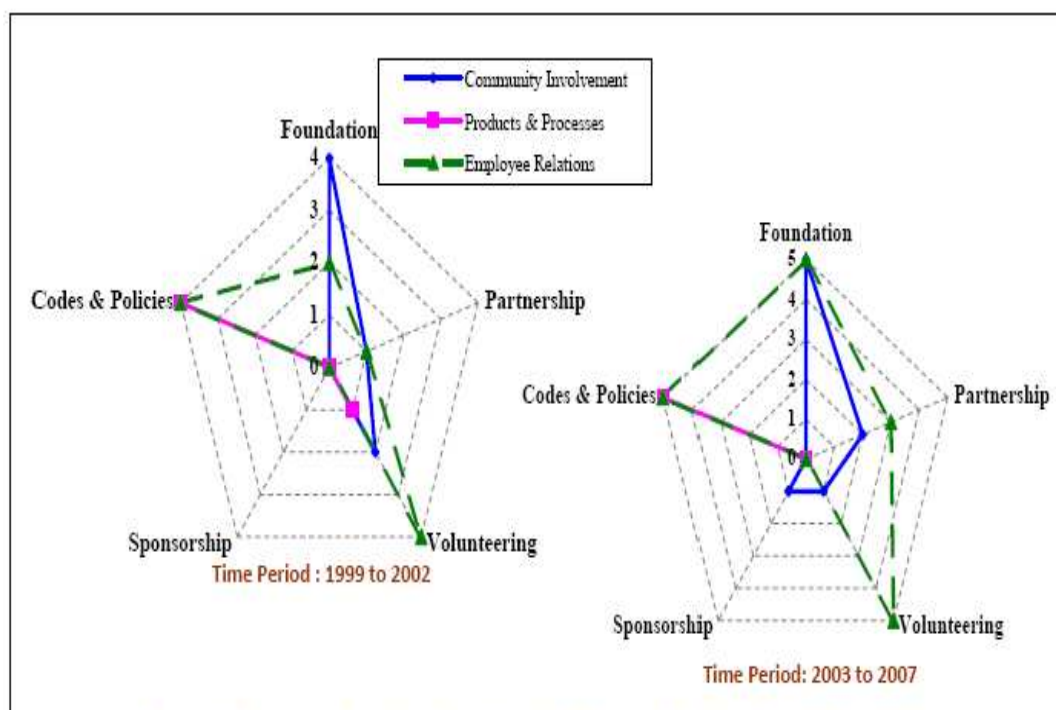 Community Involvement
Products & Processes
Employee Relations
Foundation
4
3
2
1
0
Codes & Policies
Partnership
Sponsorship
Volunteering
Time Period : 1999 to 2002
Foundation
5
4
3
2
1
0
Codes & Policies
Partnership
Sponsorship
Volunteering
Time Period: 2003 to 2007